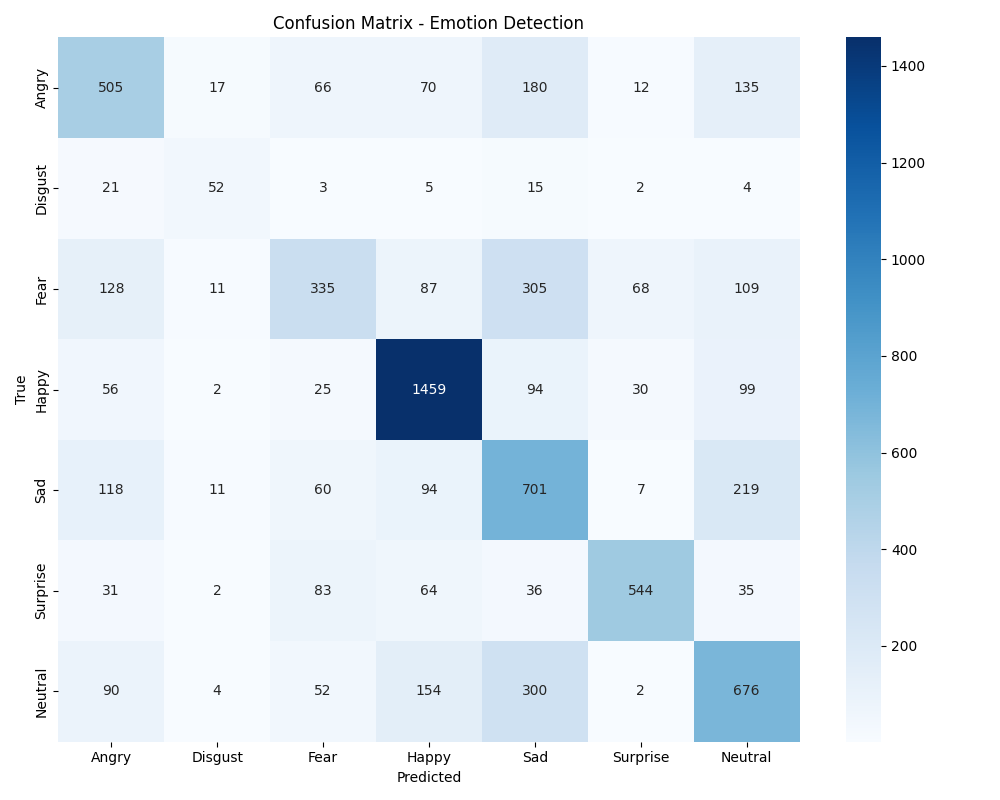 Confusion Matrix - Emotion Detection
Angry 505 17 66 70 180 12 135
Disgust 21 52 3 5 15 2 4
Fear 128 11 335 87 305 68 109
Happy 56 2 25 1459 94 30 99
Sad 118 11 60 94 701 7 219
Surprise 31 2 83 64 36 544 35
Neutral 90 4 52 154 300 2 676
True
Angry Disgust Fear Happy Sad Surprise Neutral
Predicted
1400
1200
1000
800
600
400
200